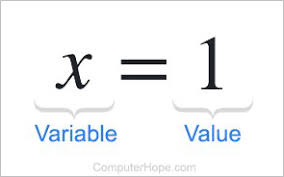 x = 1
Variable Value
ComputerHope.com